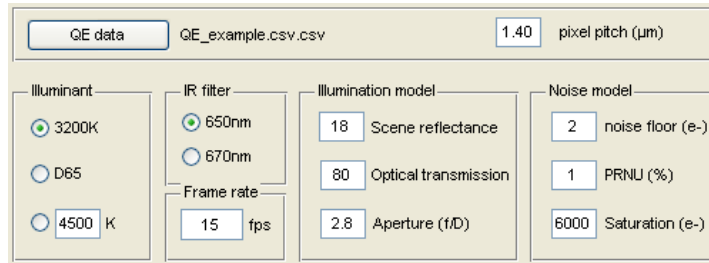 QE data QE_example.csv.csv 1.40 pixel pitch (µm)
Illuminant IR filter Illumination model Noise model
3200K 650nm 18 Scene reflectance 2 noise floor (e-)
670nm
D65 80 Optical transmission 1 PRNU (%)
Frame rate
4500 K 15 fps 2.8 Aperture (f/D) 6000 Saturation (e-)